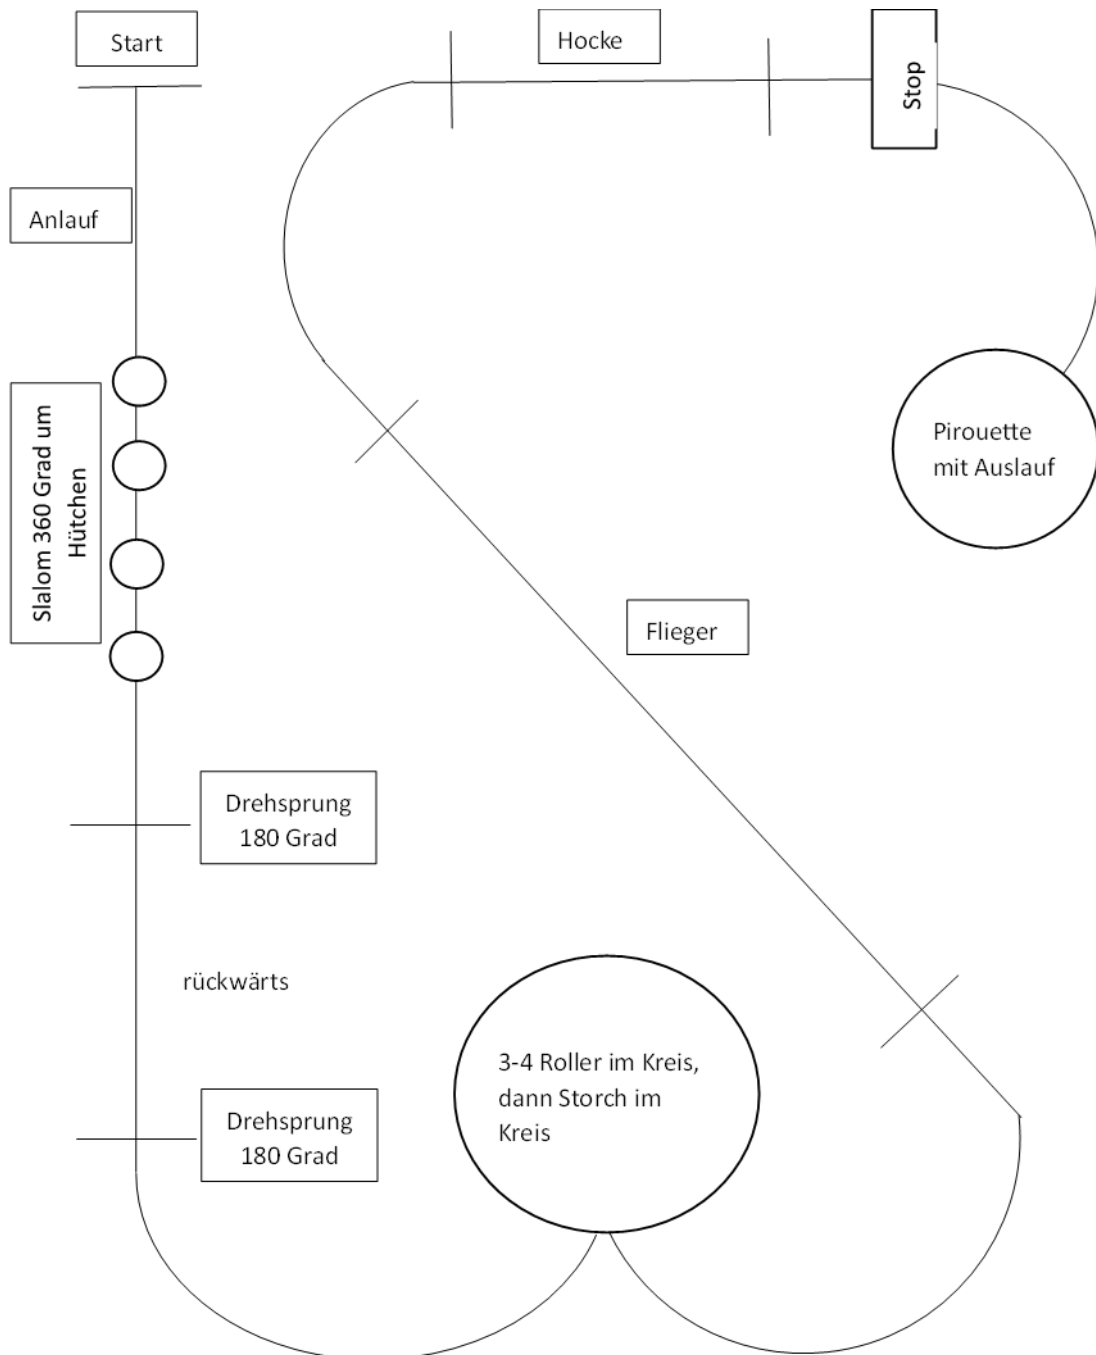 Start
Hocke
Stop
Anlauf
Slalom 360 Grad um
Hütchen
Pirouette
mit Auslauf
Flieger
Drehsprung
180 Grad
rückwärts
3-4 Roller im Kreis,
dann Storch im
Kreis
Drehsprung
180 Grad